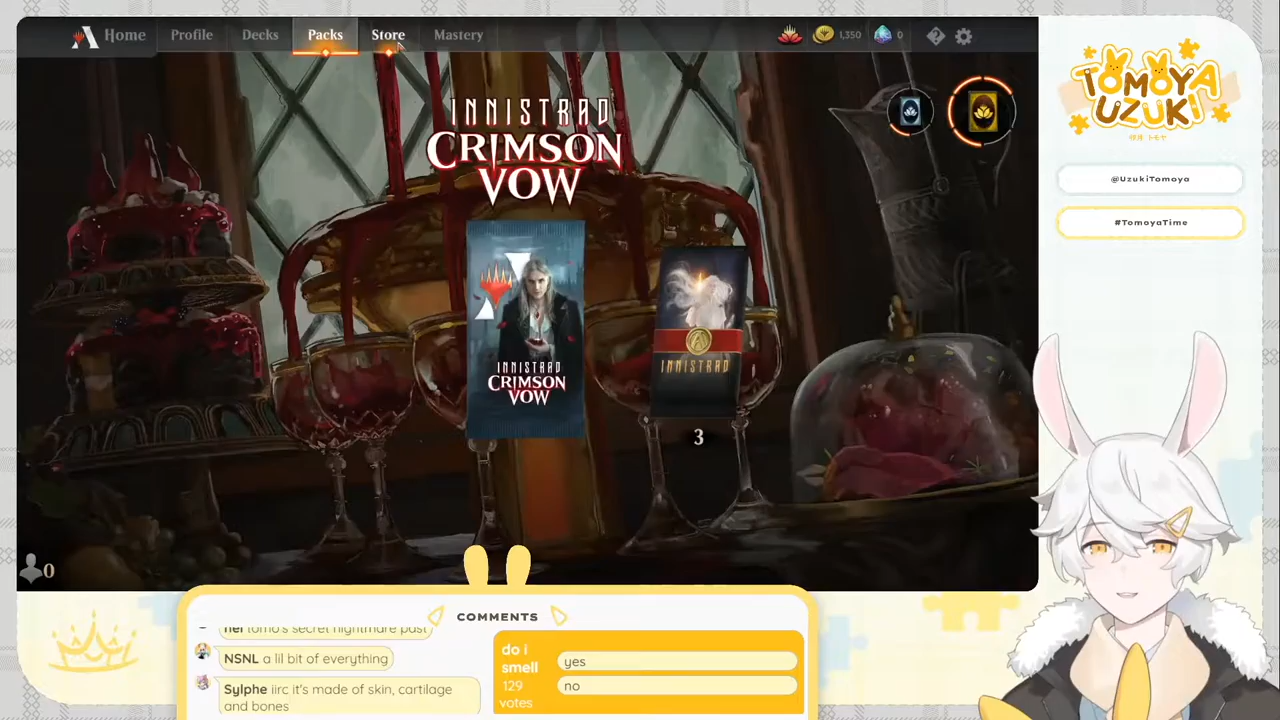 Home Profile Decks Packs Store Mastery 1,350 0
INNISTRAD
CRIMSON
VOW
INNISTRAD
CRIMSON
VOW
INNISTRAD
3
0
TOMOYA
UZUKI
@UzukiTomoya
#TomoyaTime
COMMENTS
nei tomo's secret nightmare past
NSNL a lil bit of everything
Sylphe iirc it's made of skin, cartilage
and bones
do i
smell
129
votes
yes
no